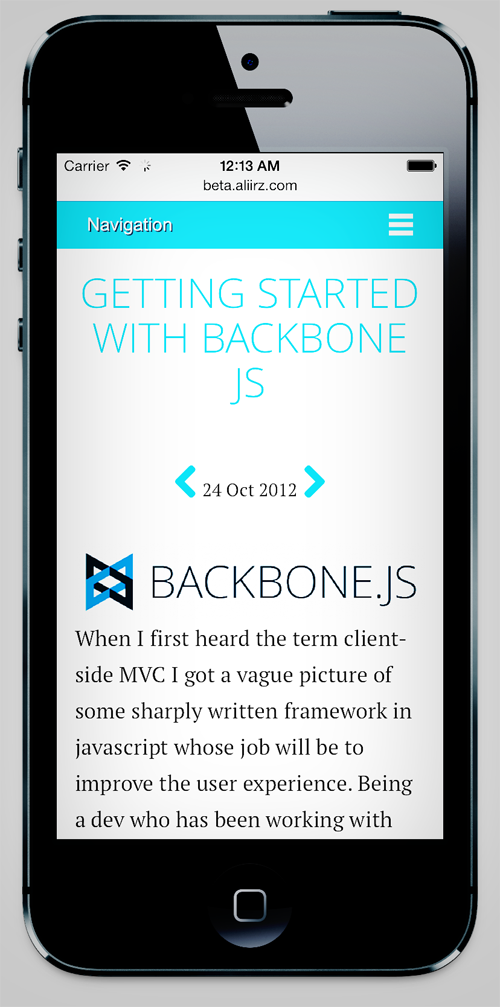 Carrier 12:13 AM
beta.aliirz.com
Navigation
GETTING STARTED
WITH BACKBONE
JS
24 Oct 2012
BACKBONE.JS
When I first heard the term client-
side MVC I got a vague picture of
some sharply written framework in
javascript whose job will be to
improve the user experience. Being
a dev who has been working with